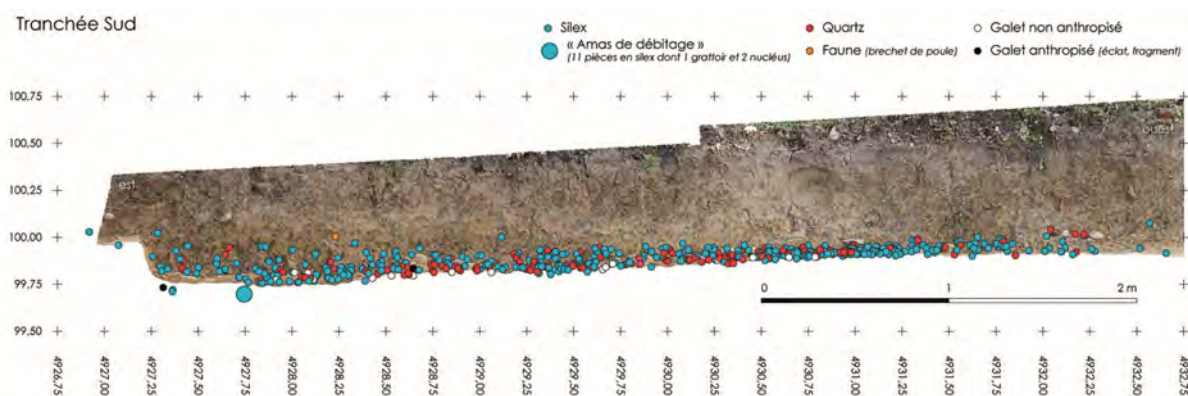 Tranchée Sud
Silex
« Amas de débitage »
(11 pièces en silex dont 1 grattoir et 2 nucléus)
Quartz
Faune (brechet de poule)
Galet non anthropisé
Galet anthropisé (éclat, fragment)
100.75
100.50
100.25
100.00
99.75
99.50
est
ouest
0 1 2 m
4926.75 4927.00 4927.25 4927.50 4927.75 4928.00 4928.25 4928.50 4928.75 4929.00 4929.25 4929.50 4929.75 4930.00 4930.25 4930.50 4930.75 4931.00 4931.25 4931.50 4931.75 4932.00 4932.25 4932.50 4932.75